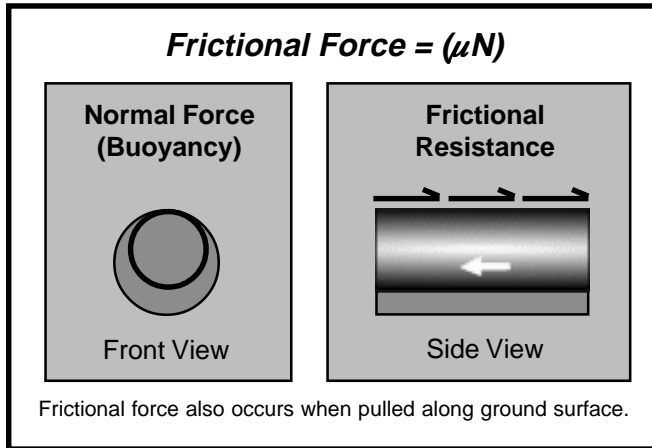 Frictional Force = (μN)
Normal Force
(Buoyancy)
Front View
Frictional
Resistance
Side View
Frictional force also occurs when pulled along ground surface.